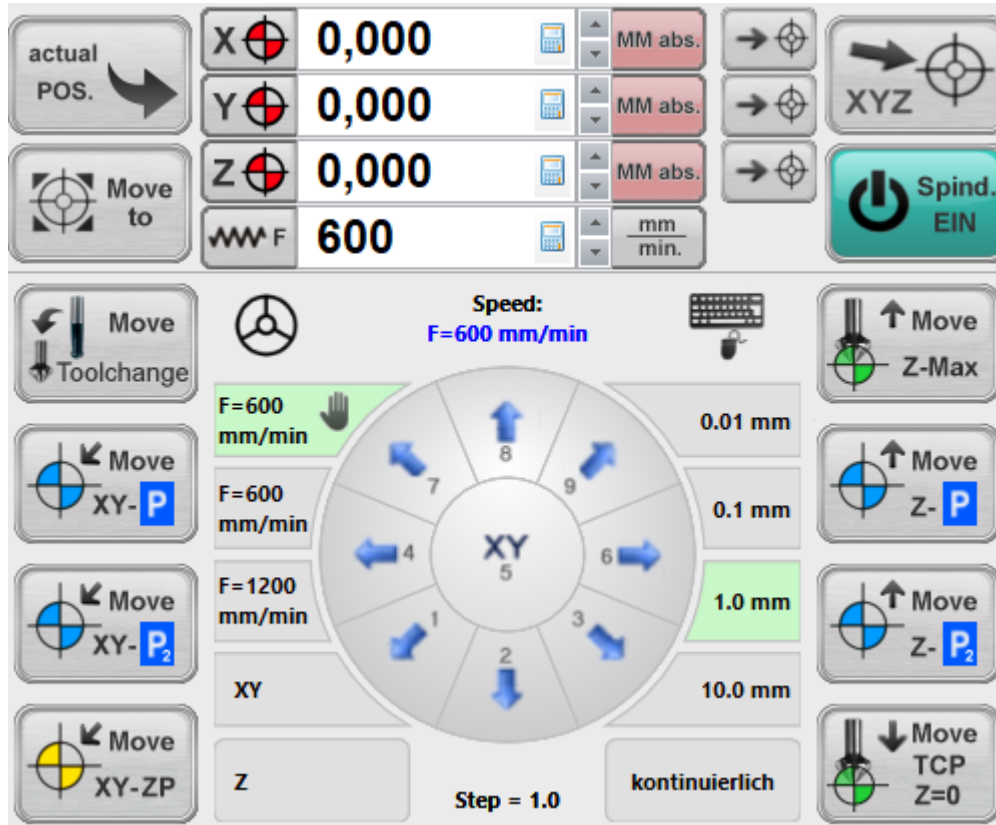 actual
POS.
X
0,000
MM abs.
XYZ
Y
0,000
MM abs.
Z
0,000
MM abs.
Move
to
F
600
mm
min.
Spind.
EIN
Move
Toolchange
Speed:
F=600 mm/min
Move
Z-Max
F=600
mm/min
0.01 mm
Move
XY-P
F=600
mm/min
0.1 mm
Move
Z-P
F=1200
mm/min
1.0 mm
7
8
9
4
XY
5
6
1
2
3
Move
XY-P2
XY
10.0 mm
Move
Z-P2
Move
XY-ZP
Z
Step = 1.0
kontinuierlich
Move
TCP
Z=0